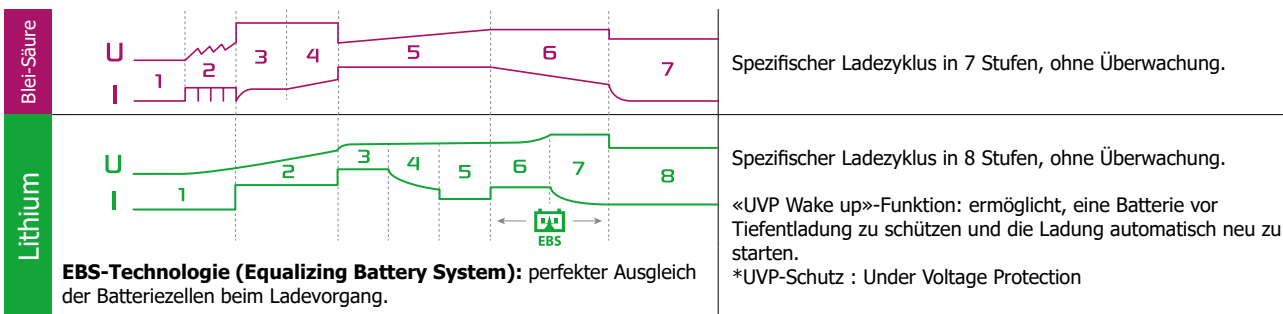 Blei-Säure
U
I
1
2
3
4
5
6
7
Spezifischer Ladezyklus in 7 Stufen, ohne Überwachung.
Lithium
U
I
1
2
3
4
5
6
7
8
EBS
EBS-Technologie (Equalizing Battery System): perfekter Ausgleich
der Batteriezellen beim Ladevorgang.
Spezifischer Ladezyklus in 8 Stufen, ohne Überwachung.
«UVP Wake up»-Funktion: ermöglicht, eine Batterie vor
Tiefentladung zu schützen und die Ladung automatisch neu zu
starten.
*UVP-Schutz : Under Voltage Protection